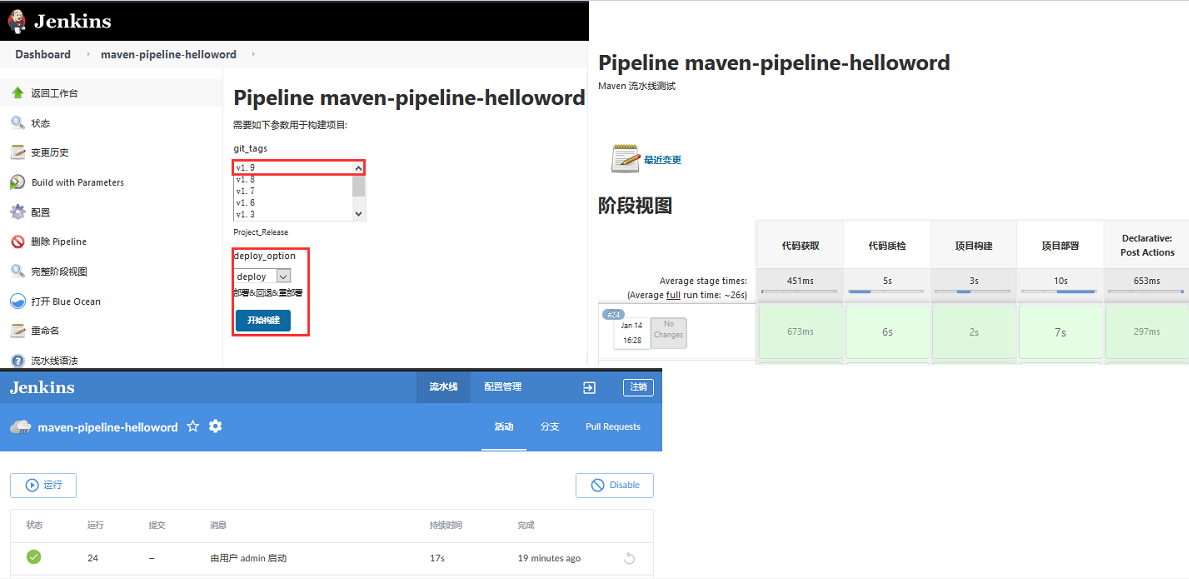 Jenkins
Dashboard
maven-pipeline-helloword
返回工作台
状态
变更历史
Build with Parameters
配置
删除 Pipeline
完整阶段视图
打开 Blue Ocean
重命名
流水线语法
Pipeline maven-pipeline-helloword
需要如下参数用于构建项目:
git_tags
v1.9
v1.8
v1.7
v1.6
v1.3
Project_Release
deploy_option
deploy
部署&回退&重部署
开始构建
Pipeline maven-pipeline-helloword
Maven 流水线测试
最近变更
阶段视图
代码获取 代码质检 项目构建 项目部署 Declarative: Post Actions
Average stage times: 451ms 5s 3s 10s 653ms
(Average full run time: ~26s)
#24
Jan 14
16:28
No Changes
673ms 6s 2s 7s 297ms
Jenkins 流水线 配置管理 注销
maven-pipeline-helloword 活动 分支 Pull Requests
运行 Disable
状态 运行 提交 消息 持续时间 完成
24 – 由用户 admin 启动 17s 19 minutes ago